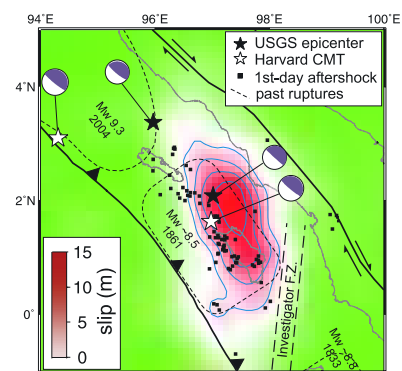 94°E 96°E 98°E 100°E
USGS epicenter
Harvard CMT
1st-day aftershock
past ruptures
4°N
Mw 9.3
2004
2°N
Mw ~8.5
1861
15
10
5
0
slip (m)
0°
Investigator F.Z.
Mw ~8.8
1833